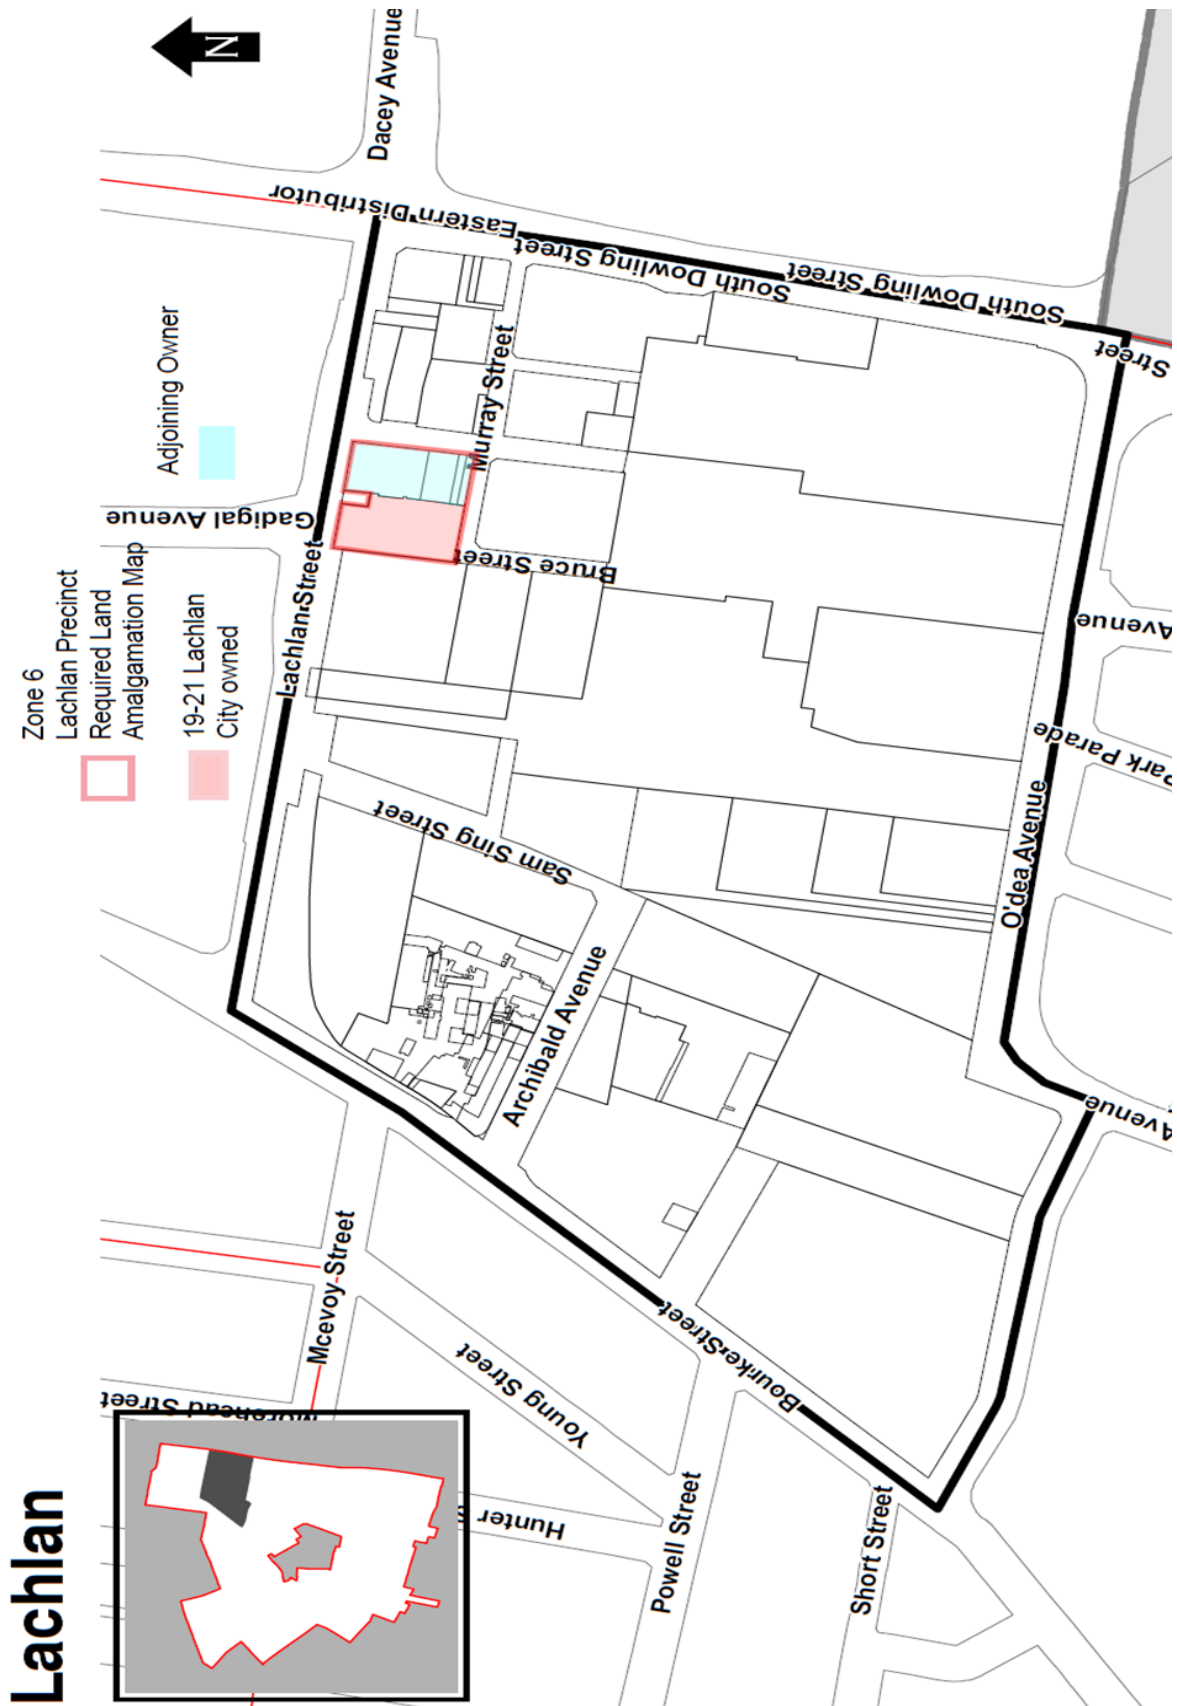 Lachlan
Zone 6
Lachlan Precinct
Required Land
Amalgamation Map
19-21 Lachlan
City owned
Adjoining Owner
N
Dacey Avenue
Eastern Distributor
South Dowling Street
South Dowling Street
Street
Gadigal Avenue
Lachlan Street
Murray Street
Bruce Street
Sam Sing Street
Archibald Avenue
O'dea Avenue
Avenue
Park Parade
Avenue
Mcevoy Street
Morehead Street
Young Street
Bourke Street
Hunter
Powell Street
Short Street